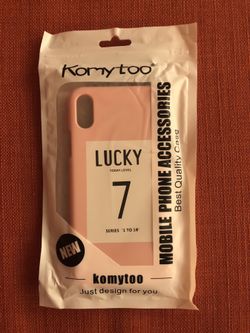 Komytoo®
LUCKY
TODAY LEVEL
7
SERIES "1 TO 10"
MOBILE PHONE ACCESSORIES
Best Quality Case
NEW
komytoo
Just design for you.